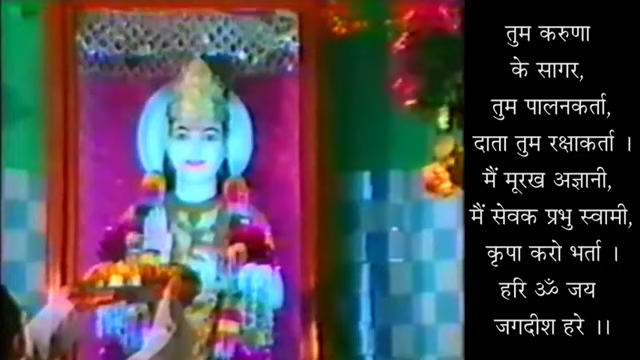 तुम करुणा
के सागर,
तुम पालनकर्ता,
दाता तुम रक्षाकर्ता ।
मैं मूरख अज्ञानी,
मैं सेवक प्रभु स्वामी,
कृपा करो भर्ता ।
हरि ॐ जय
जगदीश हरे ।।